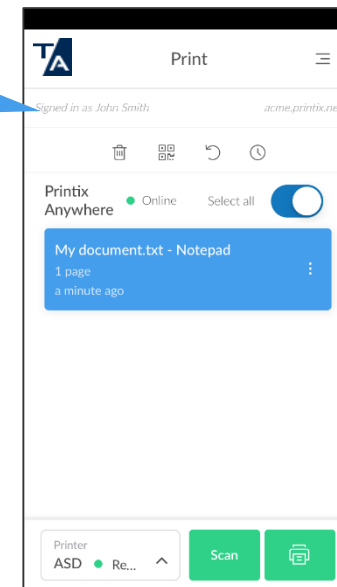 TA
Print
Signed in as John Smith acme.printix.ne
Printix
Anywhere
Online
Select all
My document.txt - Notepad
1 page
a minute ago
Printer
ASD Re...
Scan